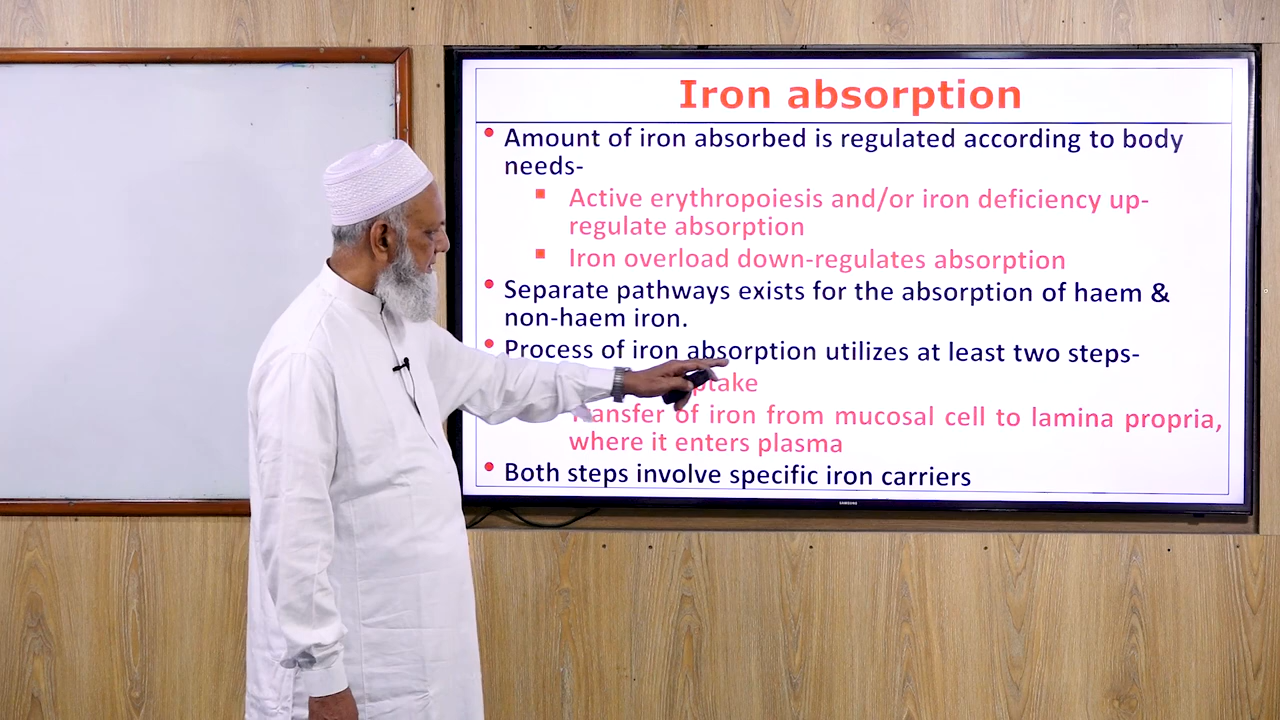 Iron absorption
• Amount of iron absorbed is regulated according to body
needs-
▪ Active erythropoiesis and/or iron deficiency up-
regulate absorption
▪ Iron overload down-regulates absorption
• Separate pathways exists for the absorption of haem &
non-haem iron.
• Process of iron absorption utilizes at least two steps-
Transfer of iron from mucosal cell to lamina propria,
where it enters plasma
• Both steps involve specific iron carriers
SAMSUNG